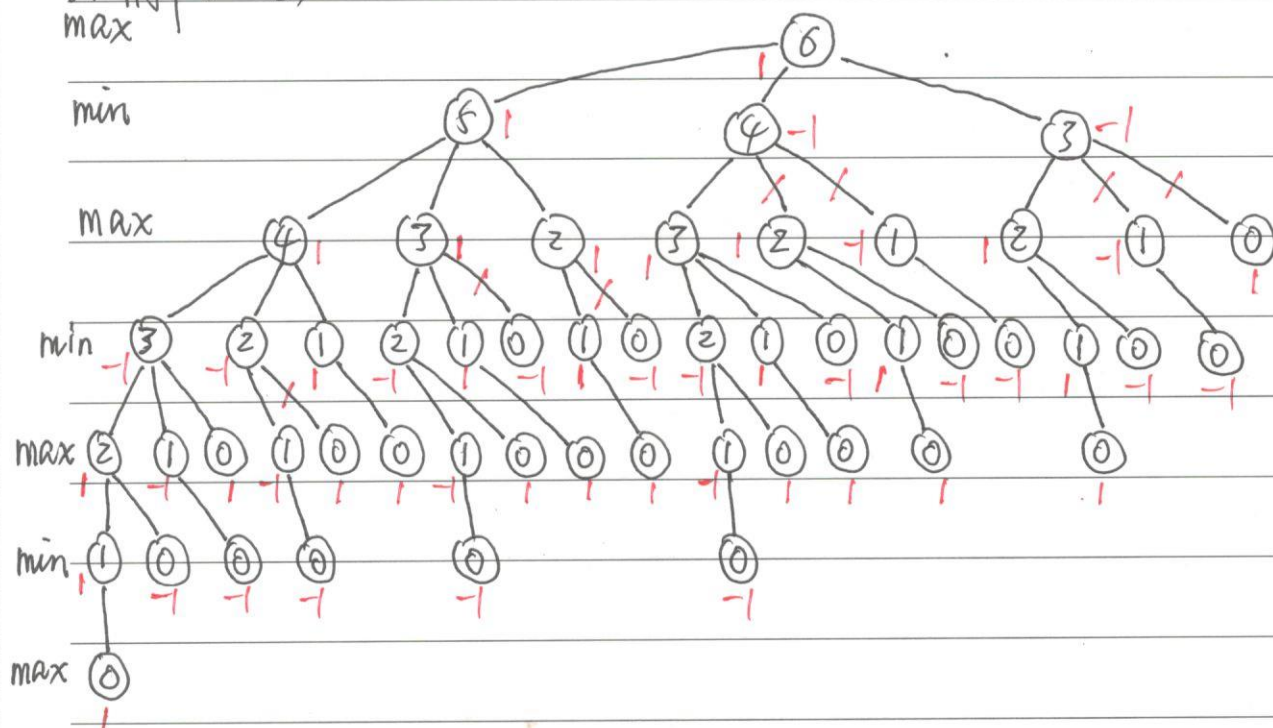 max 6
1
min 5 1 4 -1 3 -1
max 4 1 3 1 2 1 1 3 1 2 -1 1 1 2 -1 1 0
1
min 3 2 1 2 1 0 1 0 2 1 0 1 0 0 1 0 0
-1 -1 1 -1 1 -1 1 -1 -1 1 -1 1 -1 -1 1 -1 -1
max 2 1 0 1 0 0 1 0 0 0 1 0 0 0 0
1 -1 1 -1 1 1 -1 1 1 1 -1 1 1 1 1
min 1 0 0 0 0 0
1 -1 -1 -1 -1 -1
max 0
1